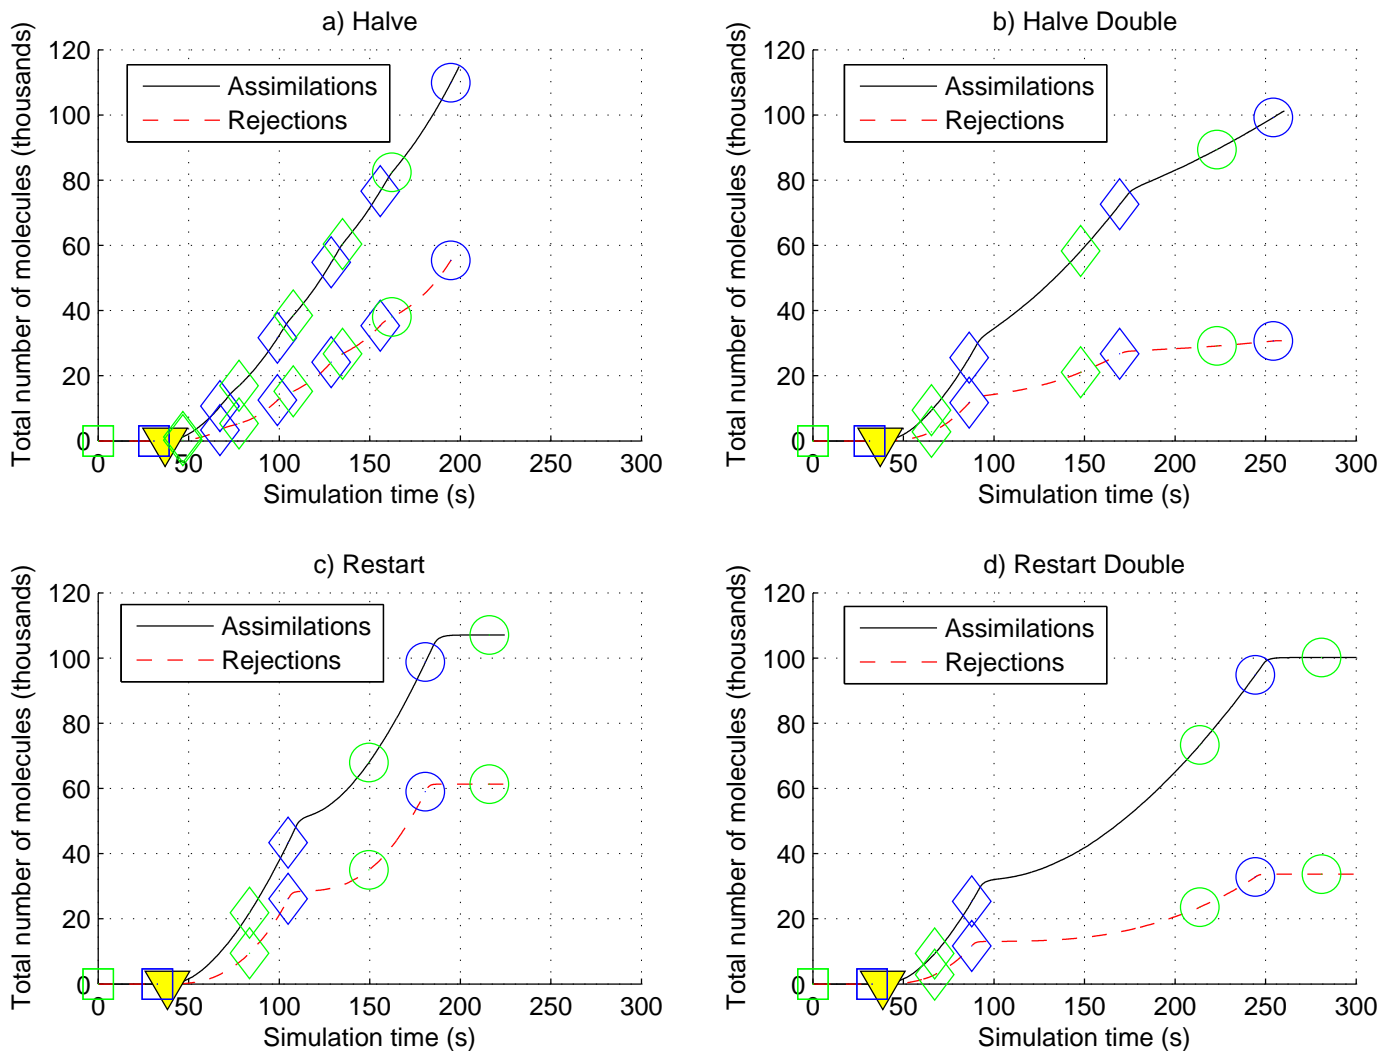 a) Halve
Total number of molecules (thousands)
120
100
80
60
40
20
0
Assimilations
Rejections
0 50 100 150 200 250 300
Simulation time (s)
b) Halve Double
Total number of molecules (thousands)
120
100
80
60
40
20
0
Assimilations
Rejections
0 50 100 150 200 250 300
Simulation time (s)
c) Restart
Total number of molecules (thousands)
120
100
80
60
40
20
0
Assimilations
Rejections
0 50 100 150 200 250 300
Simulation time (s)
d) Restart Double
Total number of molecules (thousands)
120
100
80
60
40
20
0
Assimilations
Rejections
0 50 100 150 200 250 300
Simulation time (s)